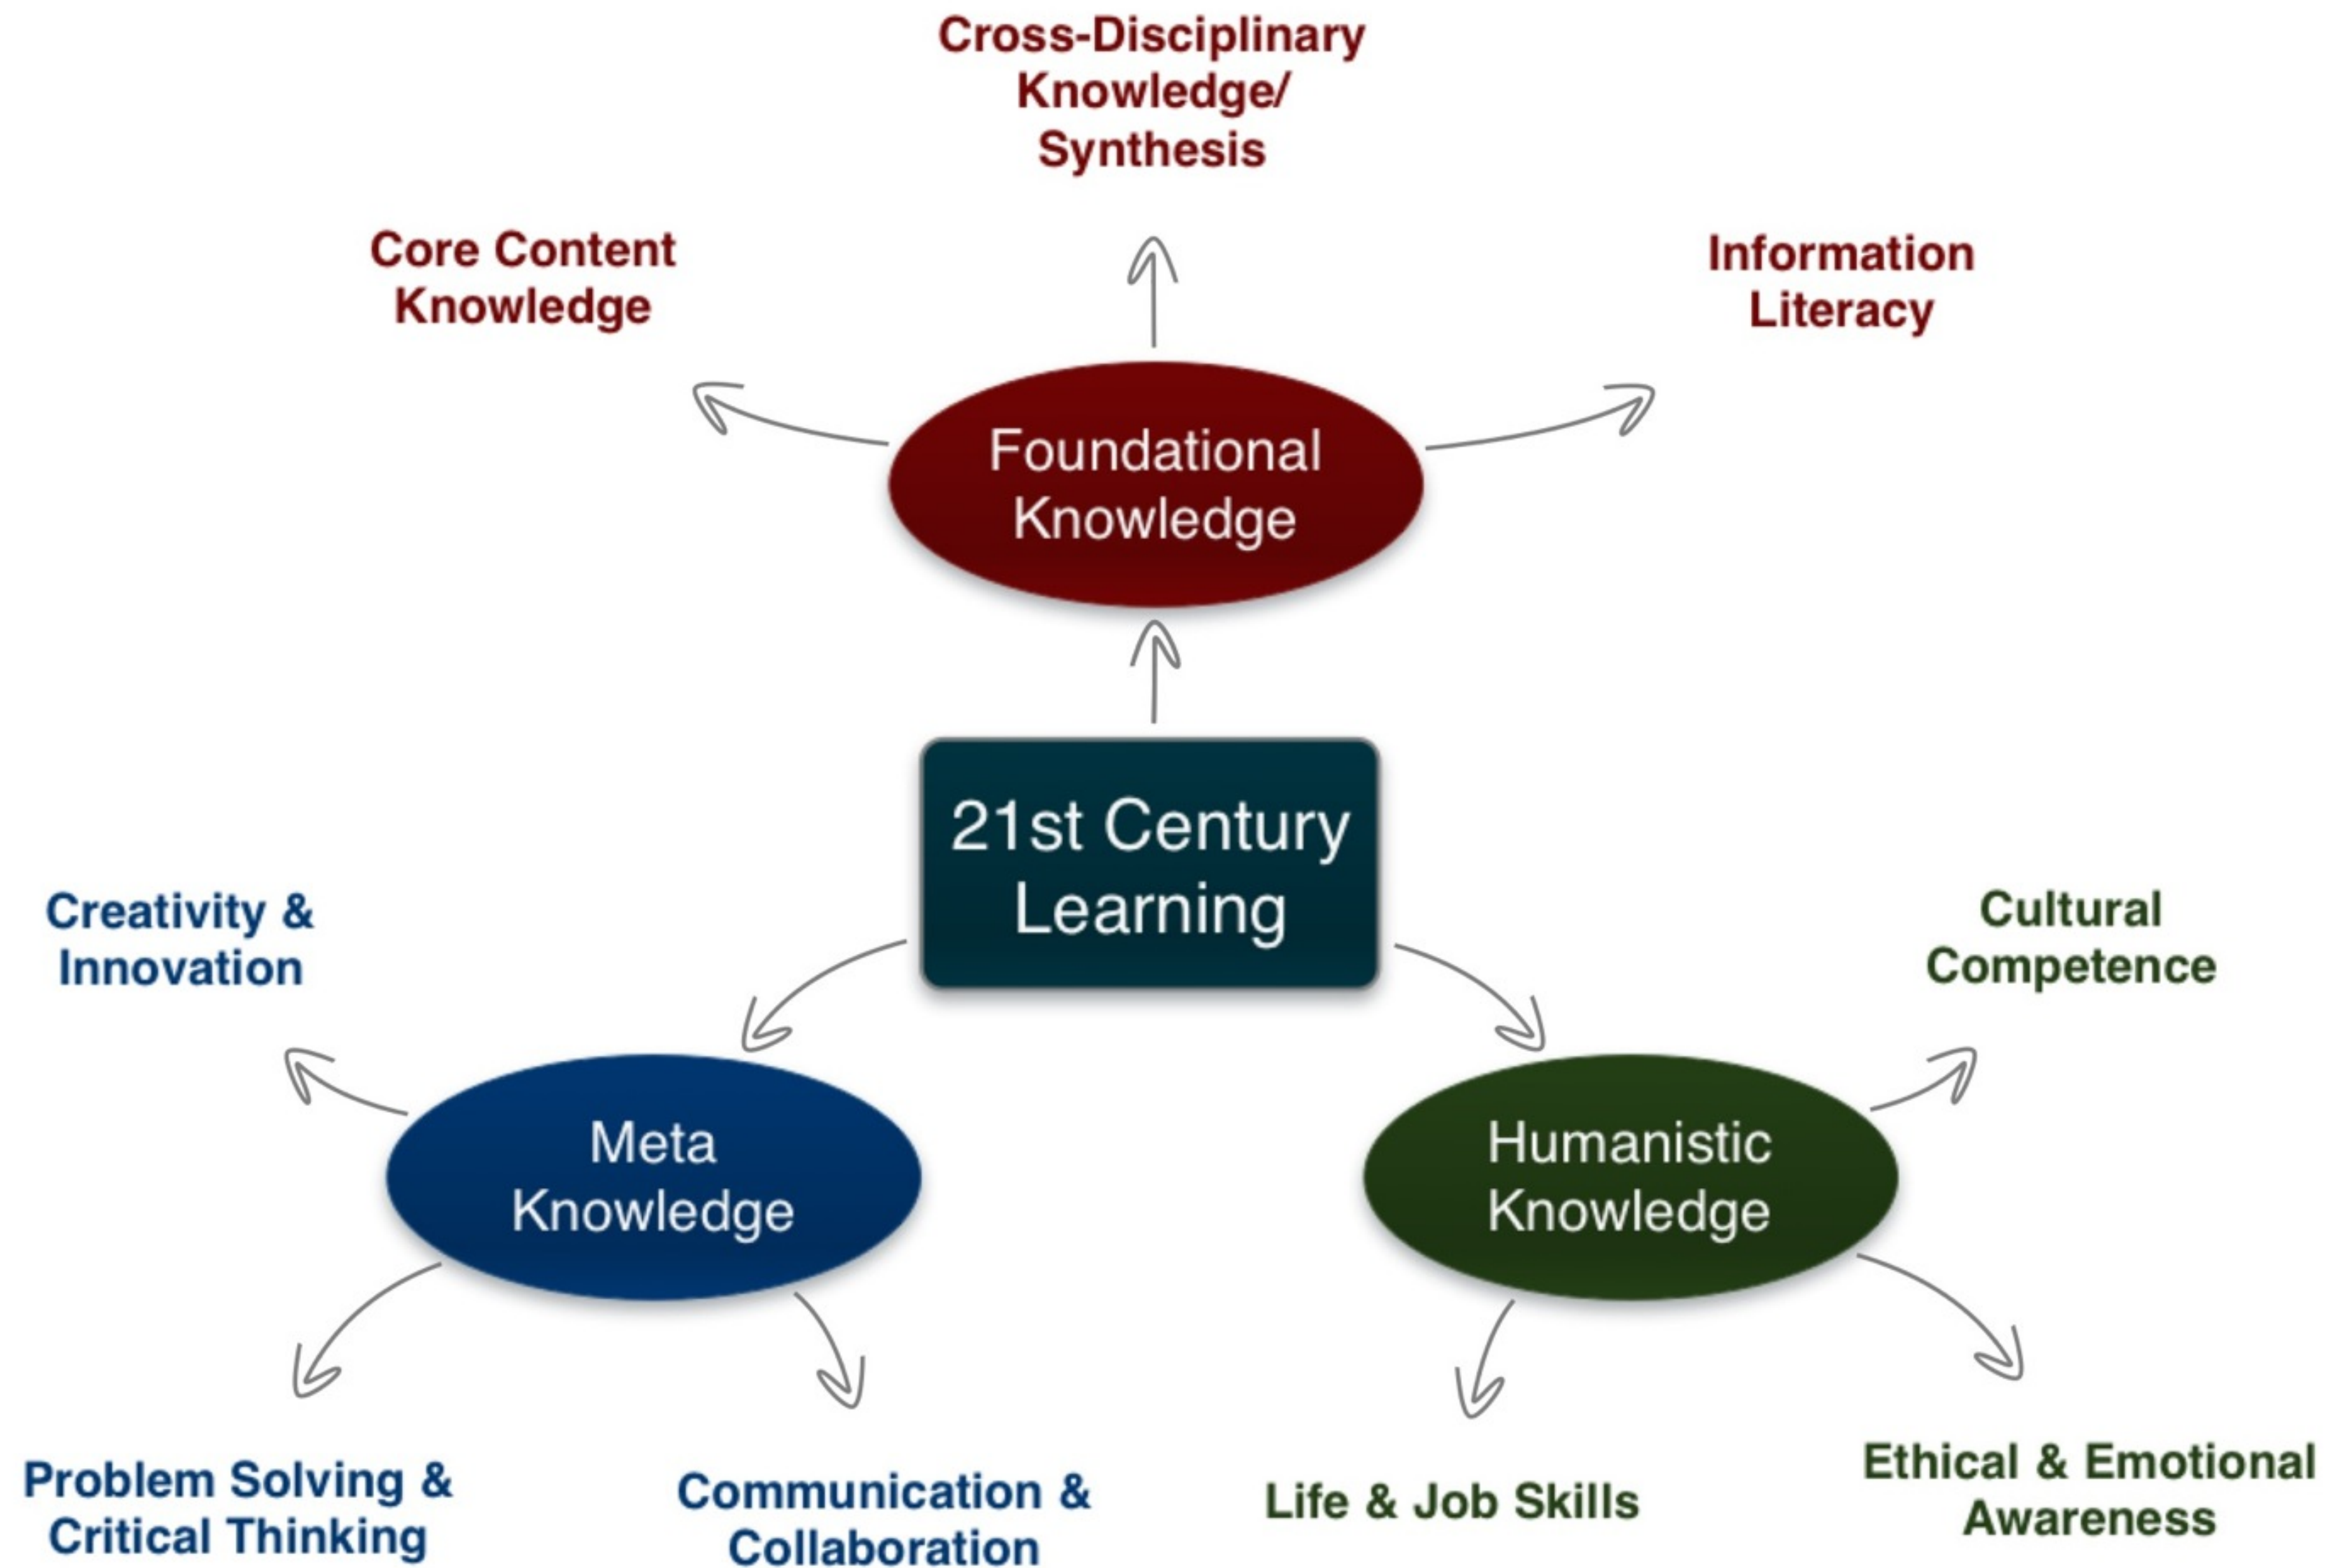 Cross-Disciplinary
Knowledge/
Synthesis
Core Content
Knowledge
Information
Literacy
Foundational
Knowledge
21st Century
Learning
Creativity &
Innovation
Cultural
Competence
Meta
Knowledge
Humanistic
Knowledge
Problem Solving &
Critical Thinking
Communication &
Collaboration
Life & Job Skills
Ethical & Emotional
Awareness